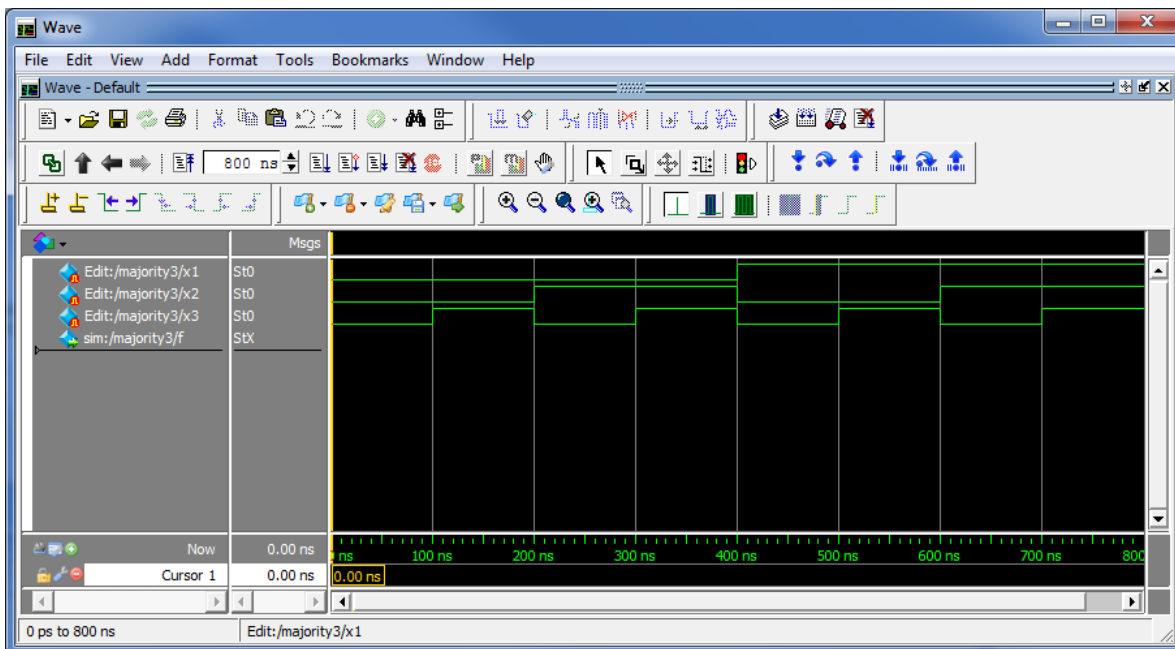 Wave
File Edit View Add Format Tools Bookmarks Window Help
Wave - Default
800 ns
Msgs
Edit:/majority3/x1 St0
Edit:/majority3/x2 St0
Edit:/majority3/x3 St0
sim:/majority3/f StX
Now 0.00 ns ns 100 ns 200 ns 300 ns 400 ns 500 ns 600 ns 700 ns 800
Cursor 1 0.00 ns 0.00 ns
0 ps to 800 ns Edit:/majority3/x1